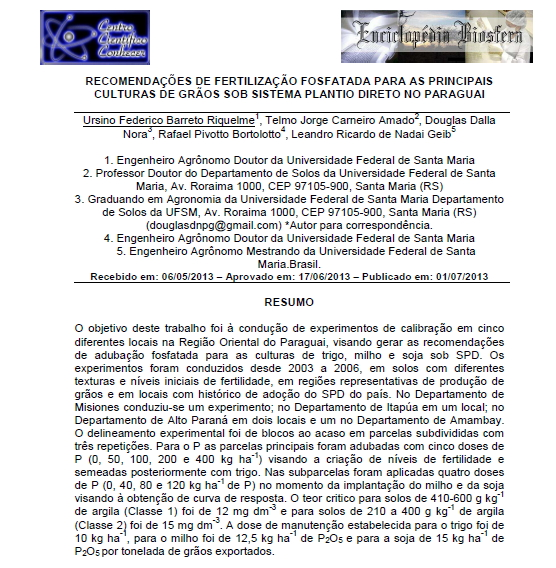 Centro
Científico
Conhecer
Enciclopédia Biosfera
RECOMENDAÇÕES DE FERTILIZAÇÃO FOSFATADA PARA AS PRINCIPAIS
CULTURAS DE GRÃOS SOB SISTEMA PLANTIO DIRETO NO PARAGUAI
Ursino Federico Barreto Riquelme¹, Telmo Jorge Carneiro Amado², Douglas Dalla
Nora³, Rafael Pivotto Bortolotto⁴, Leandro Ricardo de Nadai Geib⁵
1. Engenheiro Agrônomo Doutor da Universidade Federal de Santa Maria
2. Professor Doutor do Departamento de Solos da Universidade Federal de Santa
Maria, Av. Roraima 1000, CEP 97105-900, Santa Maria (RS)
3. Graduando em Agronomia da Universidade Federal de Santa Maria Departamento
de Solos da UFSM, Av. Roraima 1000, CEP 97105-900, Santa Maria (RS)
(douglasdnpg@gmail.com) *Autor para correspondência.
4. Engenheiro Agrônomo Doutor da Universidade Federal de Santa Maria
5. Engenheiro Agrônomo Mestrando da Universidade Federal de Santa
Maria.Brasil.
Recebido em: 06/05/2013 – Aprovado em: 17/06/2013 – Publicado em: 01/07/2013
RESUMO
O objetivo deste trabalho foi à condução de experimentos de calibração em cinco
diferentes locais na Região Oriental do Paraguai, visando gerar as recomendações
de adubação fosfatada para as culturas de trigo, milho e soja sob SPD. Os
experimentos foram conduzidos desde 2003 a 2006, em solos com diferentes
texturas e níveis iniciais de fertilidade, em regiões representativas de produção de
grãos e em locais com histórico de adoção do SPD do país. No Departamento de
Misiones conduziu-se um experimento; no Departamento de Itapúa em um local; no
Departamento de Alto Paraná em dois locais e um no Departamento de Amambay.
O delineamento experimental foi de blocos ao acaso em parcelas subdivididas com
três repetições. Para o P as parcelas principais foram adubadas com cinco doses de
P (0, 50, 100, 200 e 400 kg ha⁻¹) visando a criação de níveis de fertilidade e
semeadas posteriormente com trigo. Nas subparcelas foram aplicadas quatro doses
de P (0, 40, 80 e 120 kg ha⁻¹ de P) no momento da implantação do milho e da soja
visando à obtenção de curva de resposta. O teor critico para solos de 410-600 g kg⁻¹
de argila (Classe 1) foi de 12 mg dm⁻³ e para solos de 210 a 400 g kg⁻¹ de argila
(Classe 2) foi de 15 mg dm⁻³. A dose de manutenção estabelecida para o trigo foi de
10 kg ha⁻¹, para o milho foi de 12,5 kg ha⁻¹ de P₂O₅ e para a soja de 15 kg ha⁻¹ de
P₂O₅ por tonelada de grãos exportados.